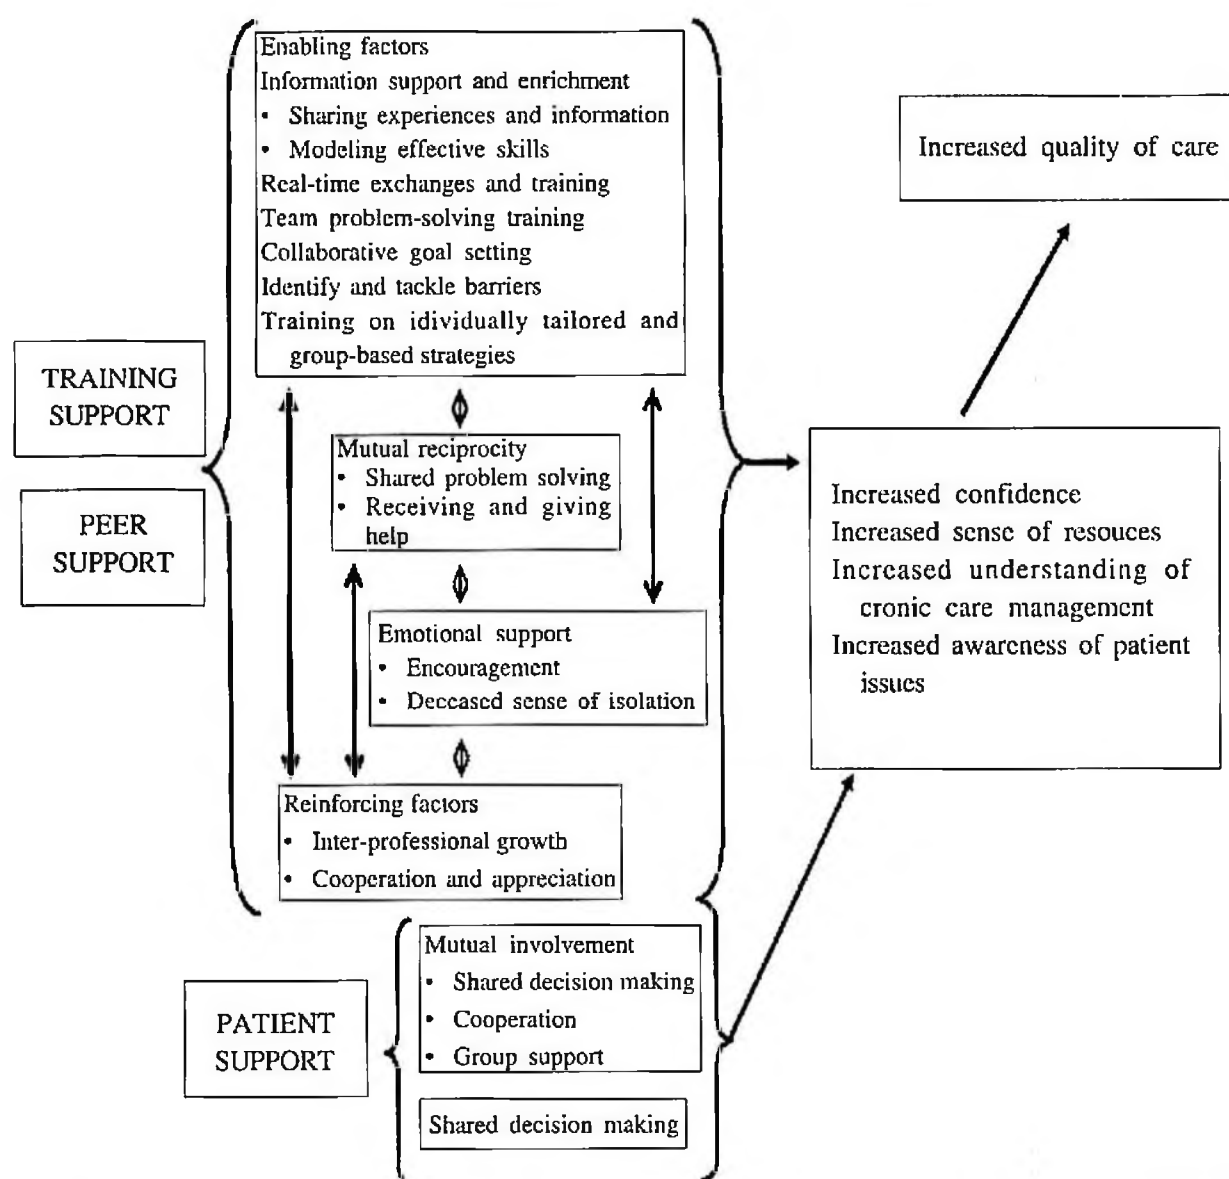 Enabling factors
Information support and enrichment
• Sharing experiences and information
• Modeling effective skills
Real-time exchanges and training
Team problem-solving training
Collaborative goal setting
Identify and tackle barriers
Training on idividually tailored and
group-based strategies
Increased quality of care
TRAINING
SUPPORT
PEER
SUPPORT
Mutual reciprocity
• Shared problem solving
• Receiving and giving
help
Emotional support
• Encouragement
• Deceased sense of isolation
Reinforcing factors
• Inter-professional growth
• Cooperation and appreciation
Increased confidence
Increased sense of resouces
Increased understanding of
cronic care management
Increased awareness of patient
issues
PATIENT
SUPPORT
Mutual involvement
• Shared decision making
• Cooperation
• Group support
Shared decision making